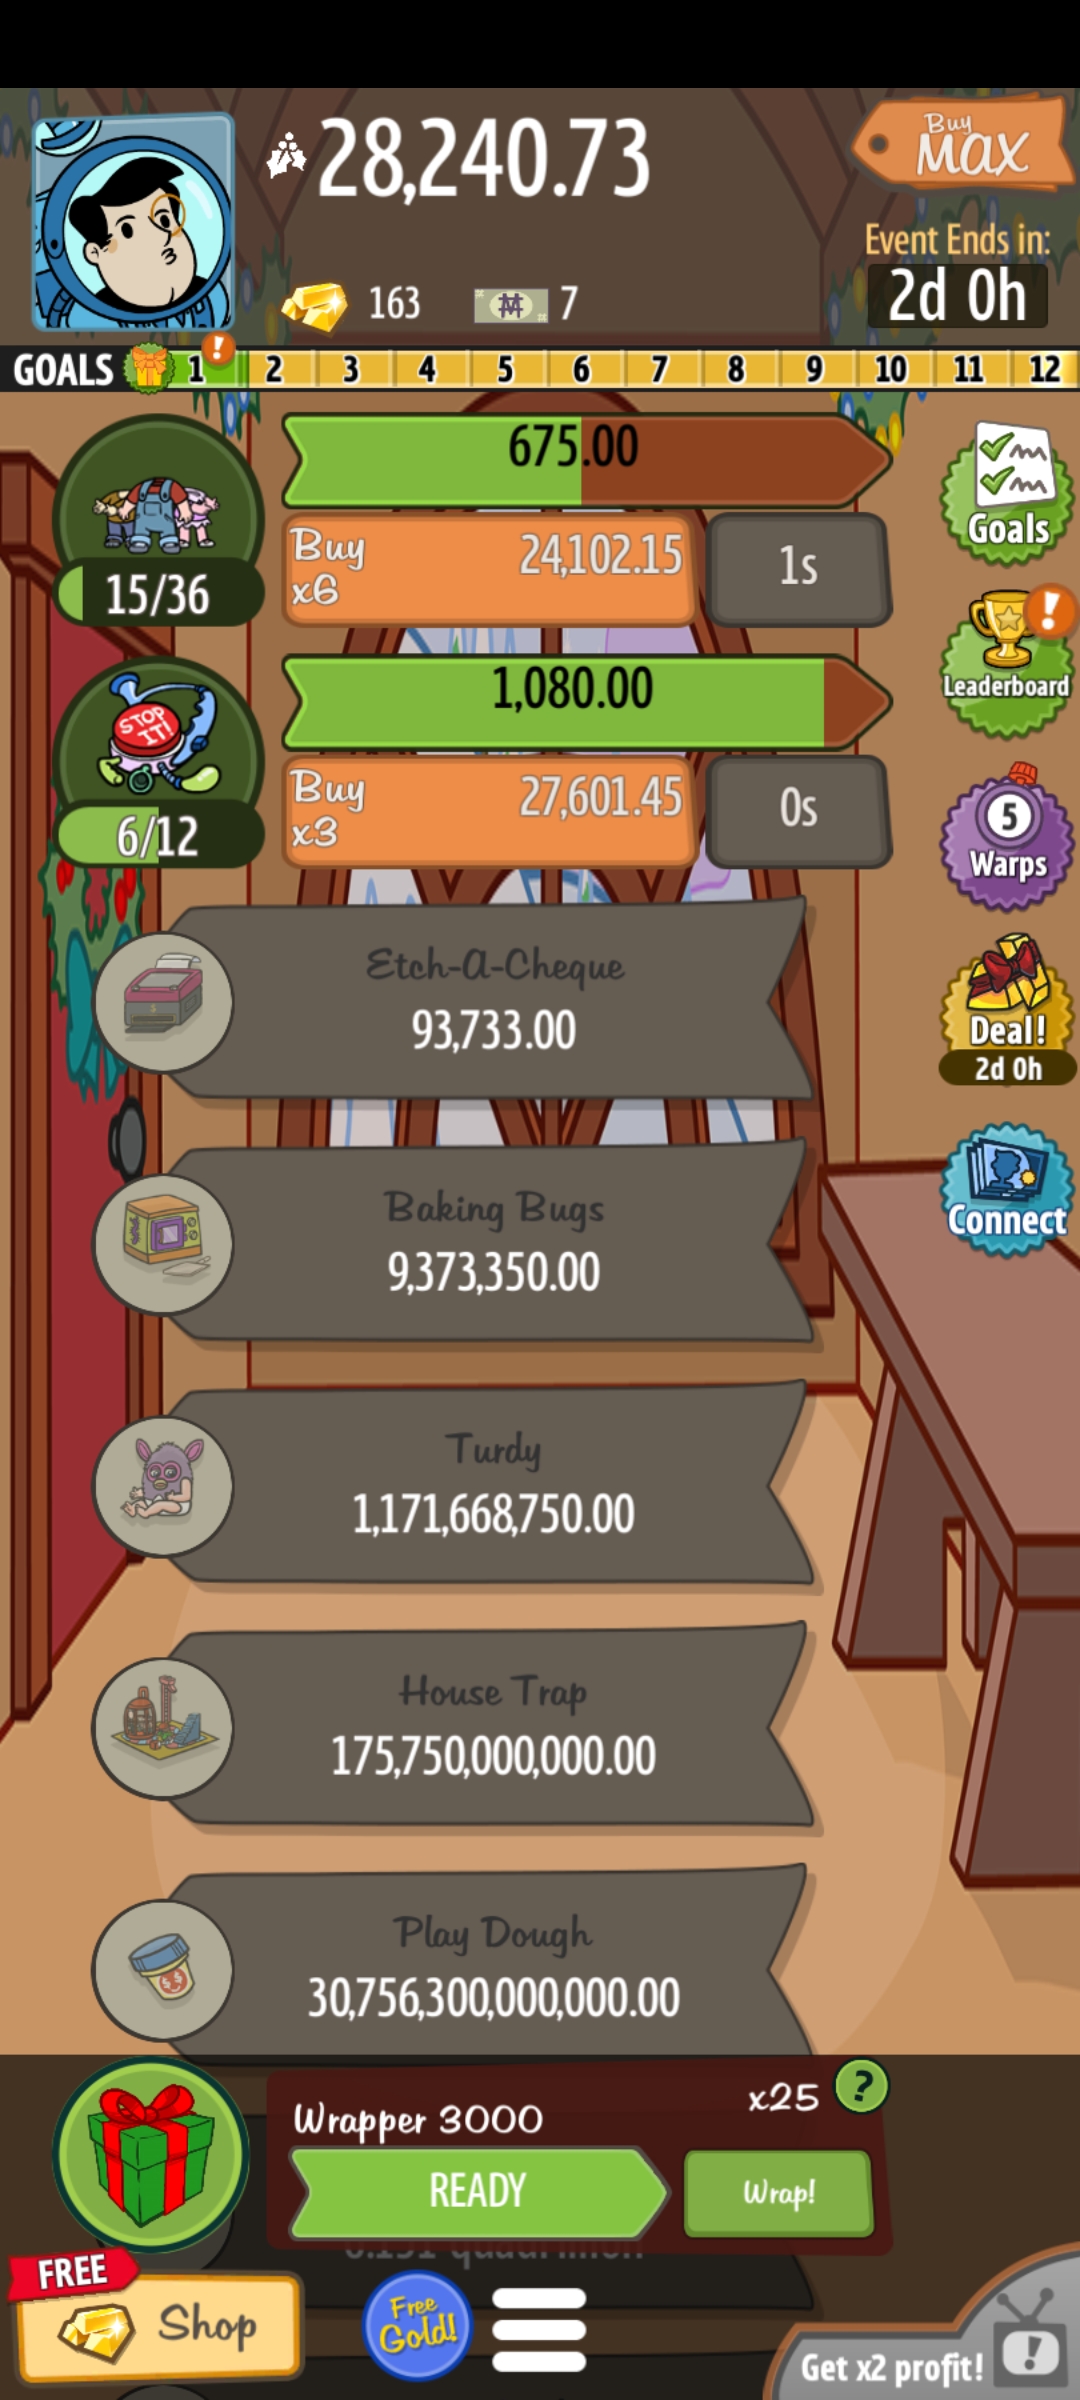 28,240.73
Buy
MAX
163
7
Event Ends in:
2d 0h
GOALS 1 ! 2 3 4 5 6 7 8 9 10 11 12
675.00
Buy
x6
24,102.15
1s
15/36
Goals
1,080.00
STOP
IT!
Buy
x3
27,601.45
0s
6/12
!
Leaderboard
5
Warps
Etch-A-Cheque
93,733.00
Deal!
2d 0h
Baking Bugs
9,373,350.00
Connect
Turdy
1,171,668,750.00
House Trap
175,750,000,000.00
Play Dough
30,756,300,000,000.00
Wrapper 3000
x25
?
READY
Wrap!
FREE
Shop
Free
Gold!
Get x2 profit!
!